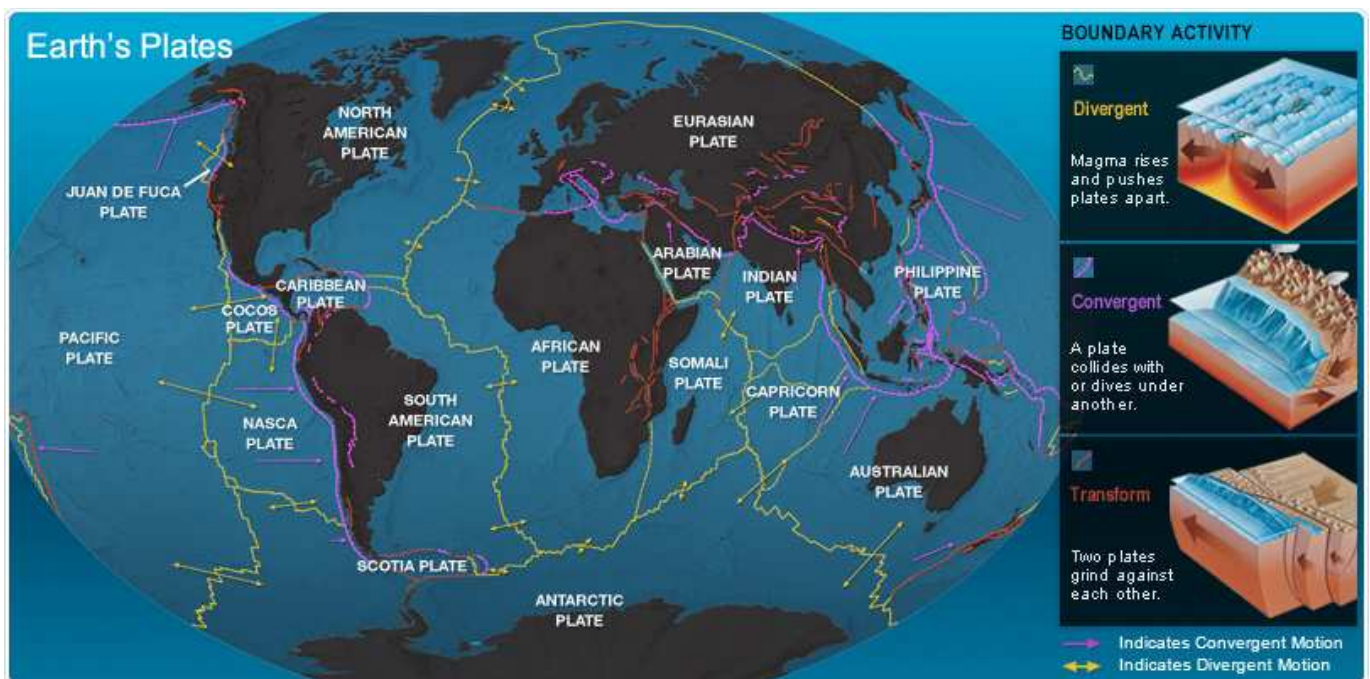 Earth's Plates
NORTH
AMERICAN
PLATE
EURASIAN
PLATE
JUAN DE FUCA
PLATE
CARIBBEAN
PLATE
COCOS
PLATE
ARABIAN
PLATE
INDIAN
PLATE
PHILIPPINE
PLATE
PACIFIC
PLATE
AFRICAN
PLATE
SOMALI
PLATE
CAPRICORN
PLATE
NASCA
PLATE
SOUTH
AMERICAN
PLATE
AUSTRALIAN
PLATE
SCOTIA PLATE
ANTARCTIC
PLATE
BOUNDARY ACTIVITY
Divergent
Magma rises
and pushes
plates apart.
Convergent
A plate
collides with
or dives under
another.
Transform
Two plates
grind against
each other.
Indicates Convergent Motion
Indicates Divergent Motion